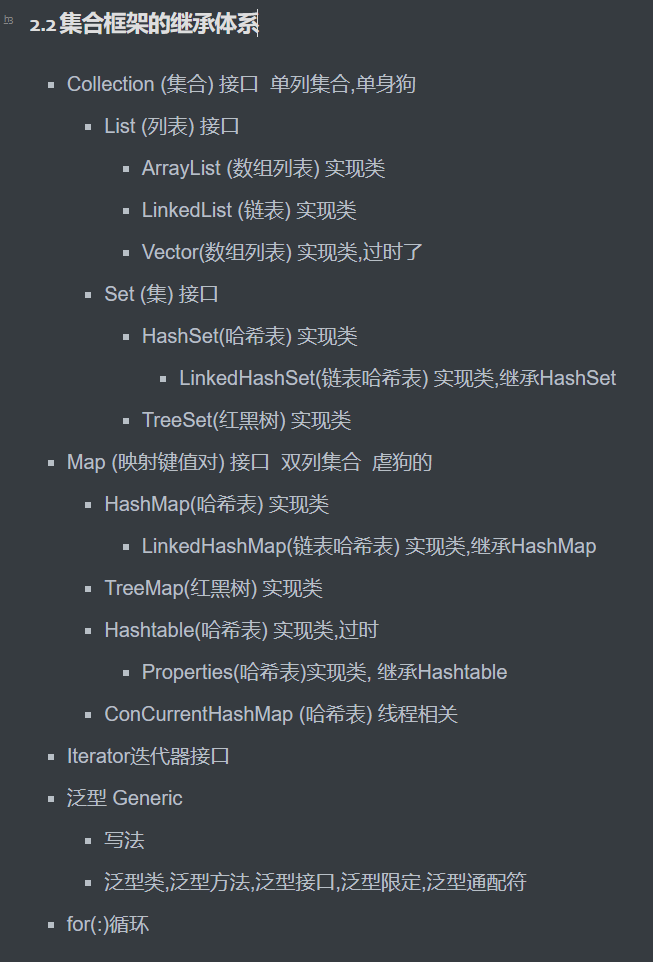 h3
2.2 集合框架的继承体系
Collection (集合) 接口  单列集合,单身狗
List (列表) 接口
ArrayList (数组列表) 实现类
LinkedList (链表) 实现类
Vector(数组列表) 实现类,过时了
Set (集) 接口
HashSet(哈希表) 实现类
LinkedHashSet(链表哈希表) 实现类,继承HashSet
TreeSet(红黑树) 实现类
Map (映射键值对) 接口  双列集合  虐狗的
HashMap(哈希表) 实现类
LinkedHashMap(链表哈希表) 实现类,继承HashMap
TreeMap(红黑树) 实现类
Hashtable(哈希表) 实现类,过时
Properties(哈希表)实现类, 继承Hashtable
ConCurrentHashMap (哈希表) 线程相关
Iterator迭代器接口
泛型 Generic
写法
泛型类,泛型方法,泛型接口,泛型限定,泛型通配符
for(:)循环